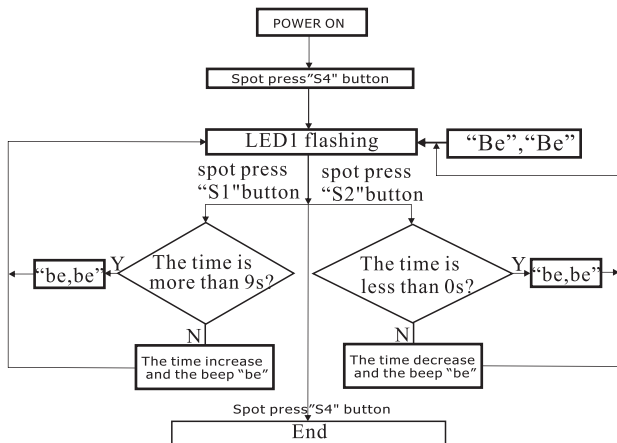 POWER ON
Spot press"S4" button
LED1 flashing
“Be”,“Be”
spot press
“S1"button
spot press
“S2"button
The time is
more than 9s?
Y
“be,be”
N
The time increase
and the beep “be”
The time is
less than 0s?
Y
“be,be”
N
The time decrease
and the beep “be”
Spot press"S4" button
End